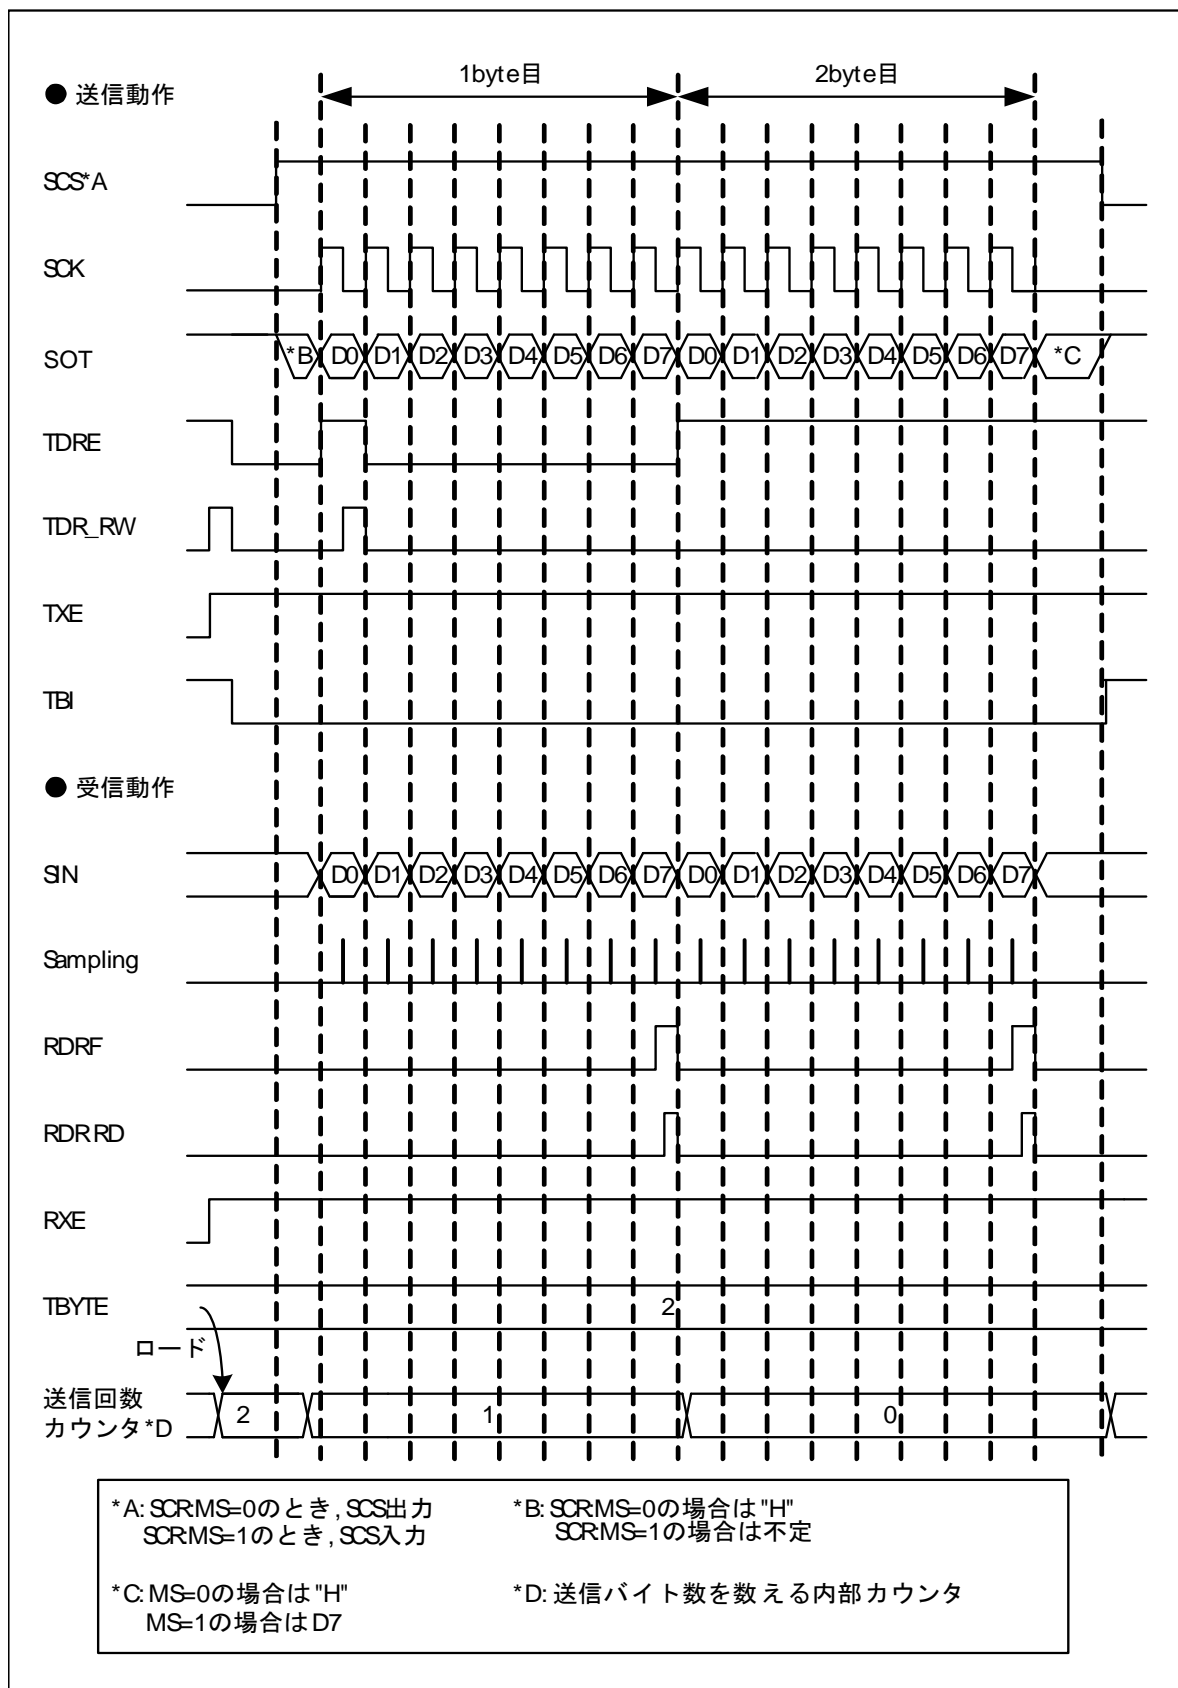 1byte目 2byte目
● 送信動作
SCS*A
SCK
SOT *B D0 D1 D2 D3 D4 D5 D6 D7 D0 D1 D2 D3 D4 D5 D6 D7 *C
TDRE
TDR_RW
TXE
TBI
● 受信動作
SIN D0 D1 D2 D3 D4 D5 D6 D7 D0 D1 D2 D3 D4 D5 D6 D7
Sampling
RDRF
RDR RD
RXE
TBYTE 2
ロード
送信回数
カウンタ*D 2 1 0
*A: SCR:MS=0のとき, SCS出力
SCR:MS=1のとき, SCS入力
*B: SCR:MS=0の場合は"H"
SCR:MS=1の場合は不定
*C: MS=0の場合は"H"
MS=1の場合はD7
*D: 送信バイト数を数える内部カウンタ